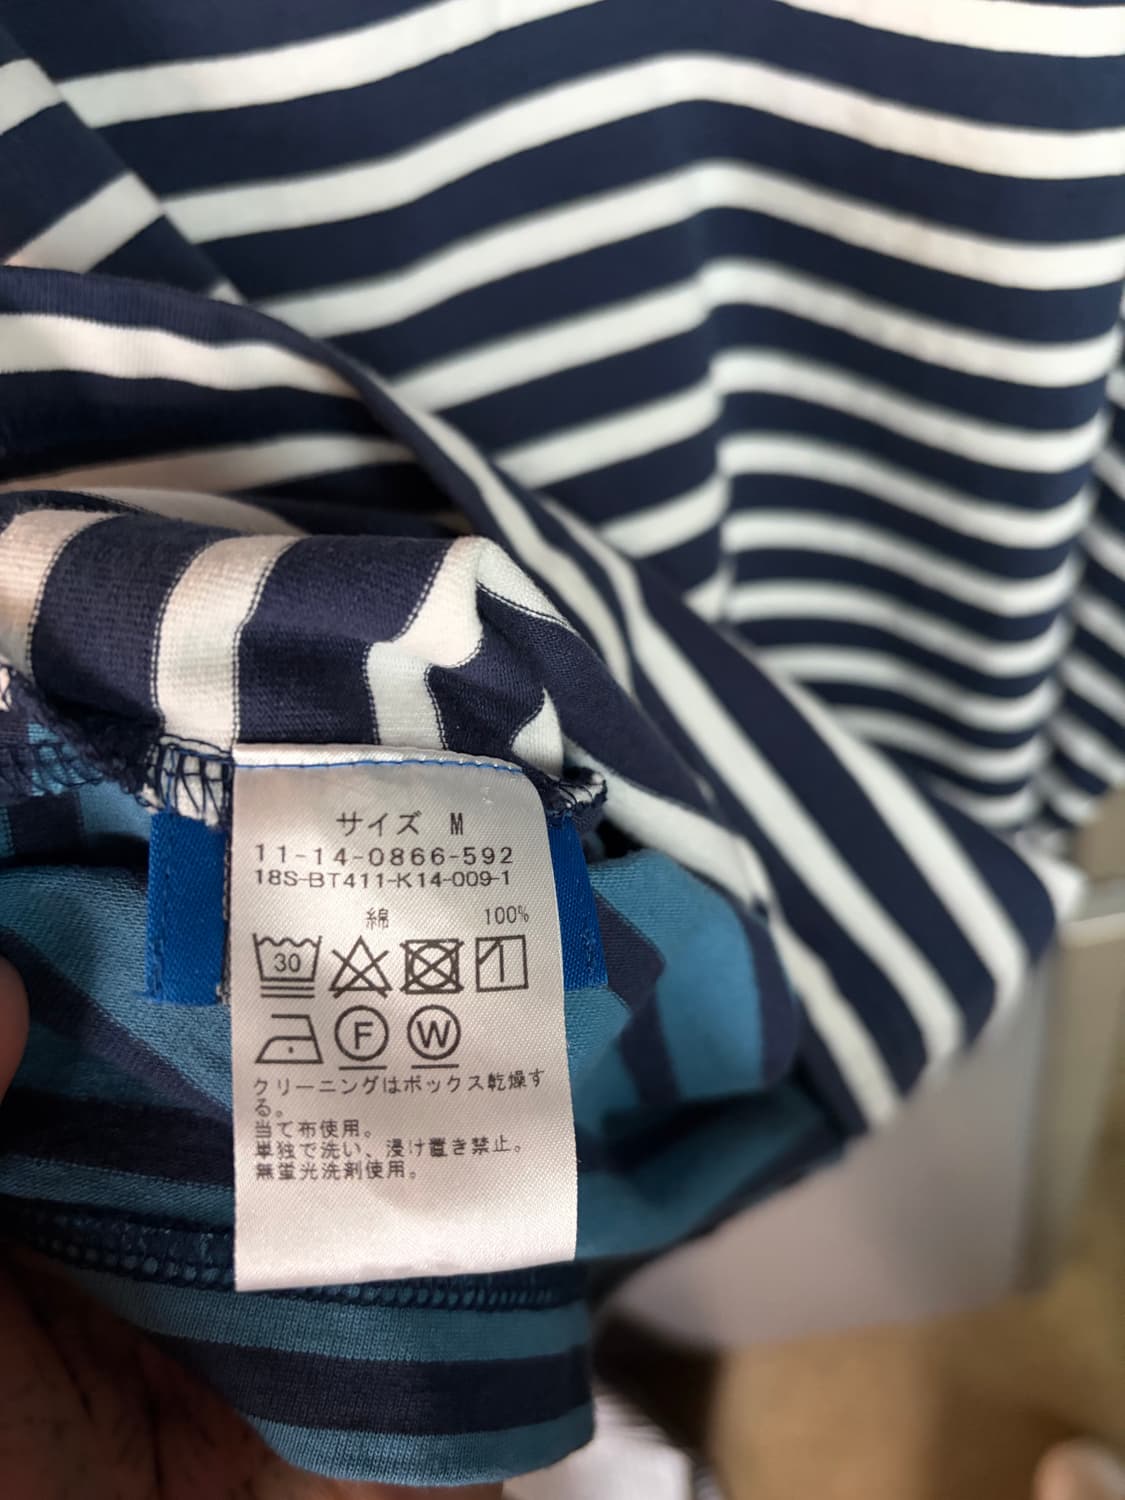 サイズ M
11-14-0866-592
18S-BT411-K14-009-1
綿 100%
30
F W
クリーニングはボックス乾燥す
る。
当て布使用。
単独で洗い、浸け置き禁止。
無蛍光洗剤使用。